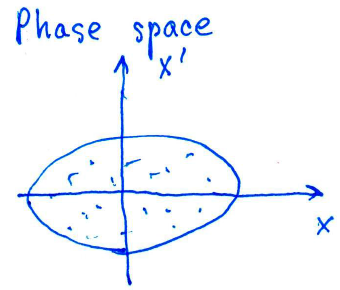 Phase space
x'
x